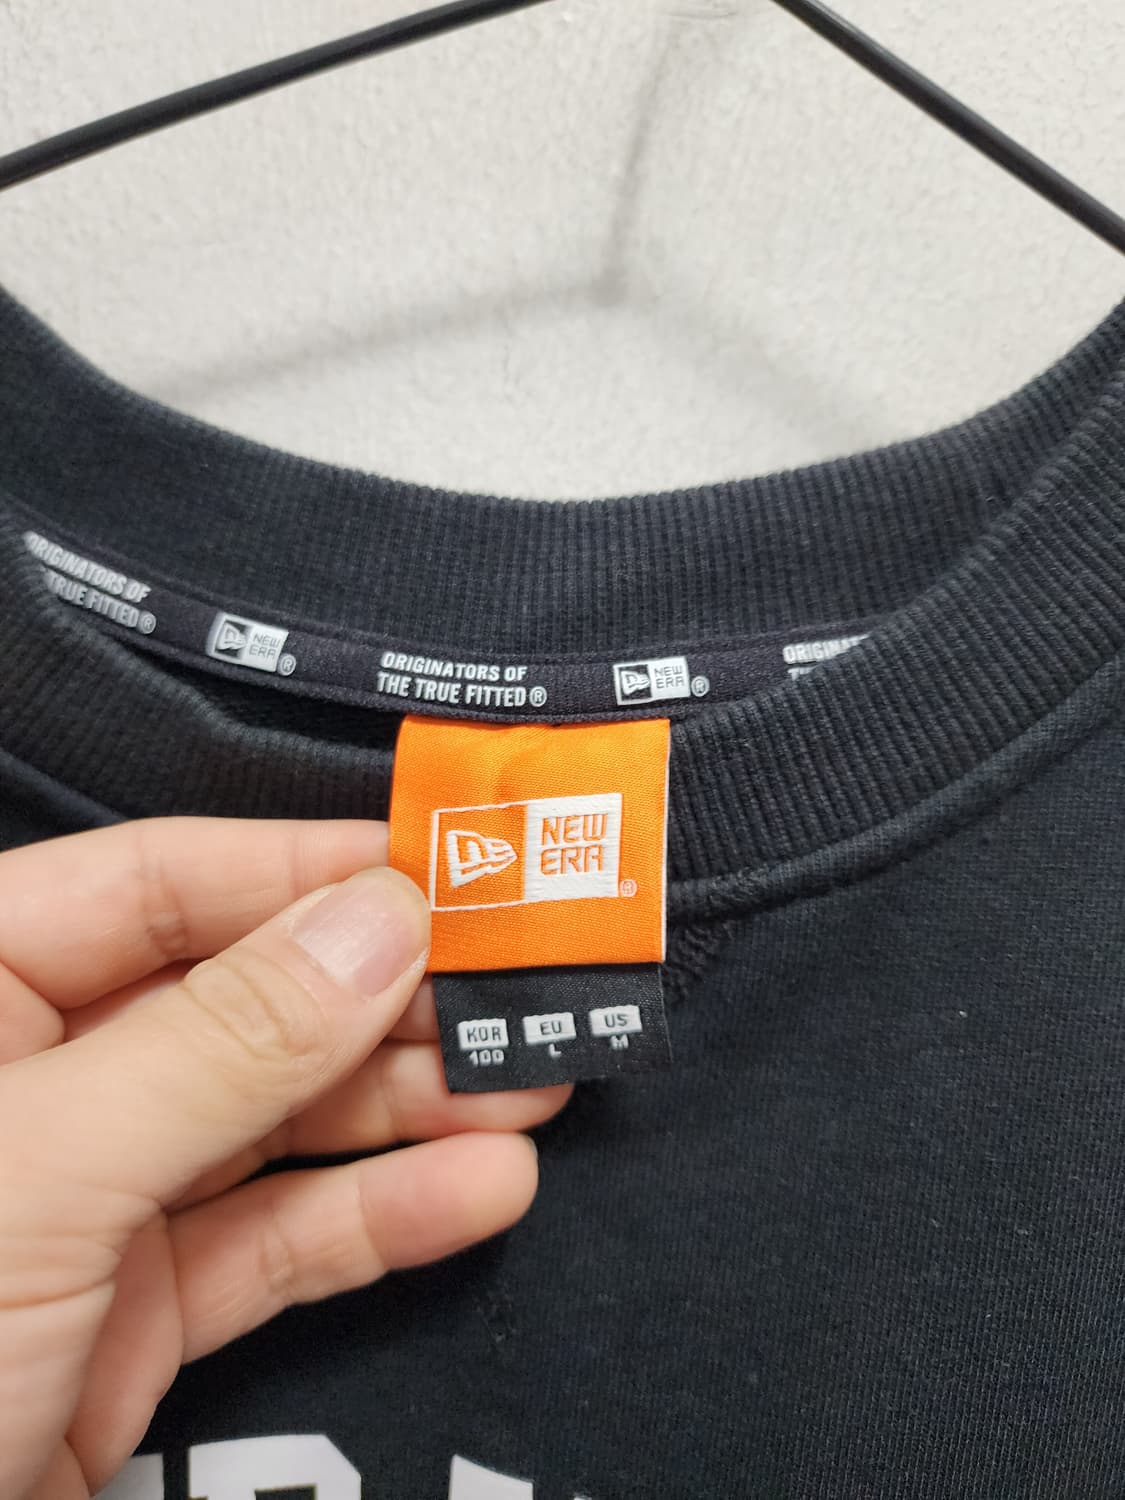 ORIGINATORS OF
TRUE FITTED®
NEW
ERA ®
ORIGINATORS OF
THE TRUE FITTED®
NEW
ERA ®
NEW
ERA ®
KOR EU US
100 L M